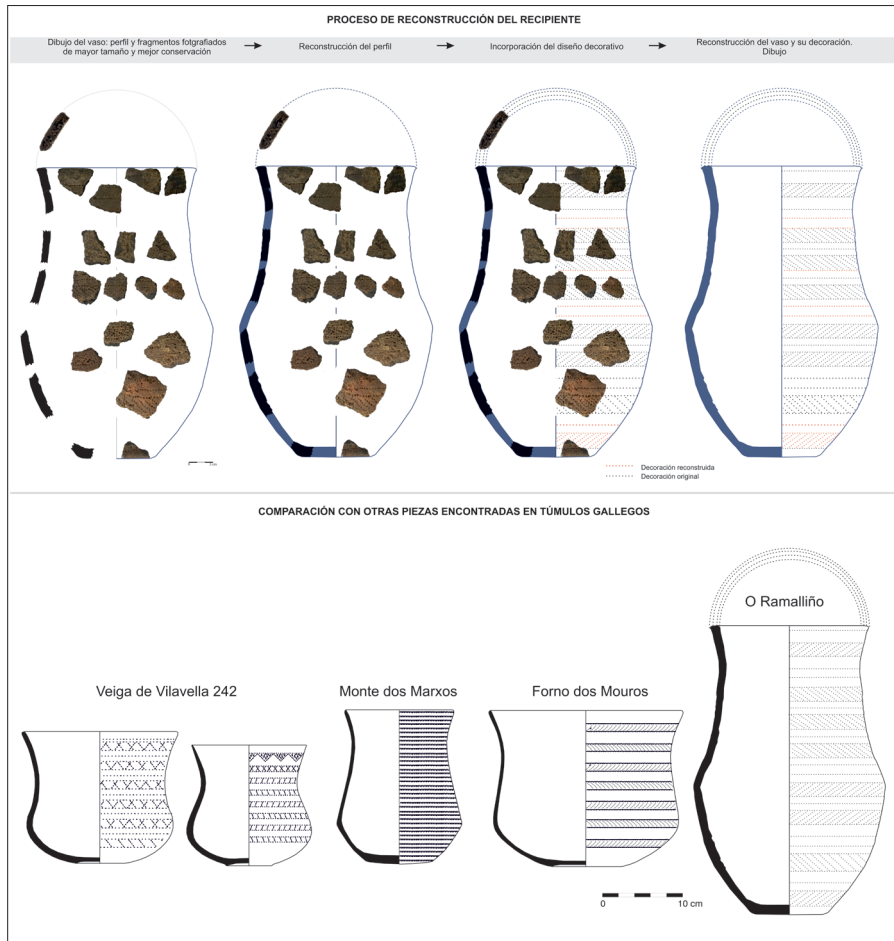 PROCESO DE RECONSTRUCCIÓN DEL RECIPIENTE
Dibujo del vaso: perfil y fragmentos fotgrafiados
de mayor tamaño y mejor conservación
Reconstrucción del perfil
Incorporación del diseño decorativo
Reconstrucción del vaso y su decoración.
Dibujo
Decoración reconstruida
Decoración original
COMPARACIÓN CON OTRAS PIEZAS ENCONTRADAS EN TÚMULOS GALLEGOS
O Ramalliño
Veiga de Vilavella 242
Monte dos Marxos
Forno dos Mouros
0 10 cm